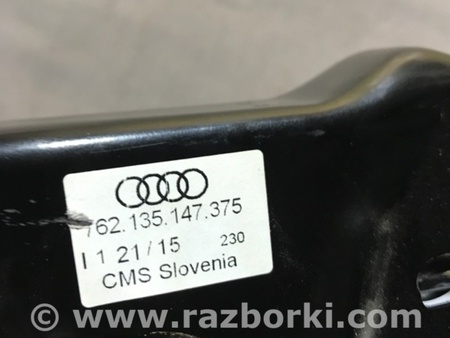 762.135.147.375
I 1 21/15 230
CMS Slovenia
© www.razborki.com